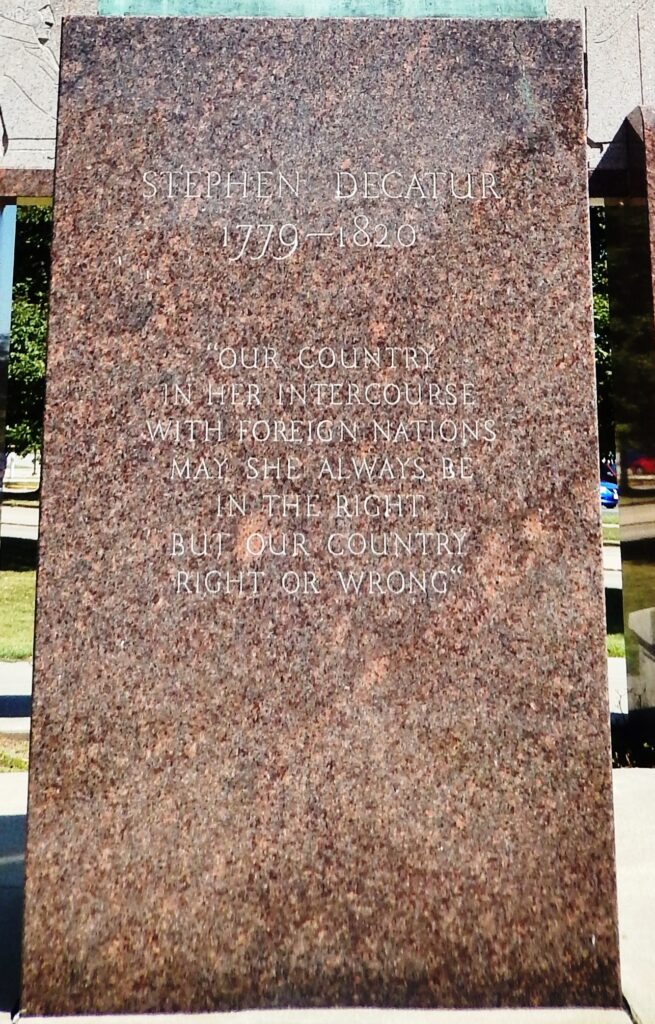 STEPHEN DECATUR
1779-1820
"OUR COUNTRY
IN HER INTERCOURSE
WITH FOREIGN NATIONS
MAY SHE ALWAYS BE
IN THE RIGHT
BUT OUR COUNTRY
RIGHT OR WRONG“